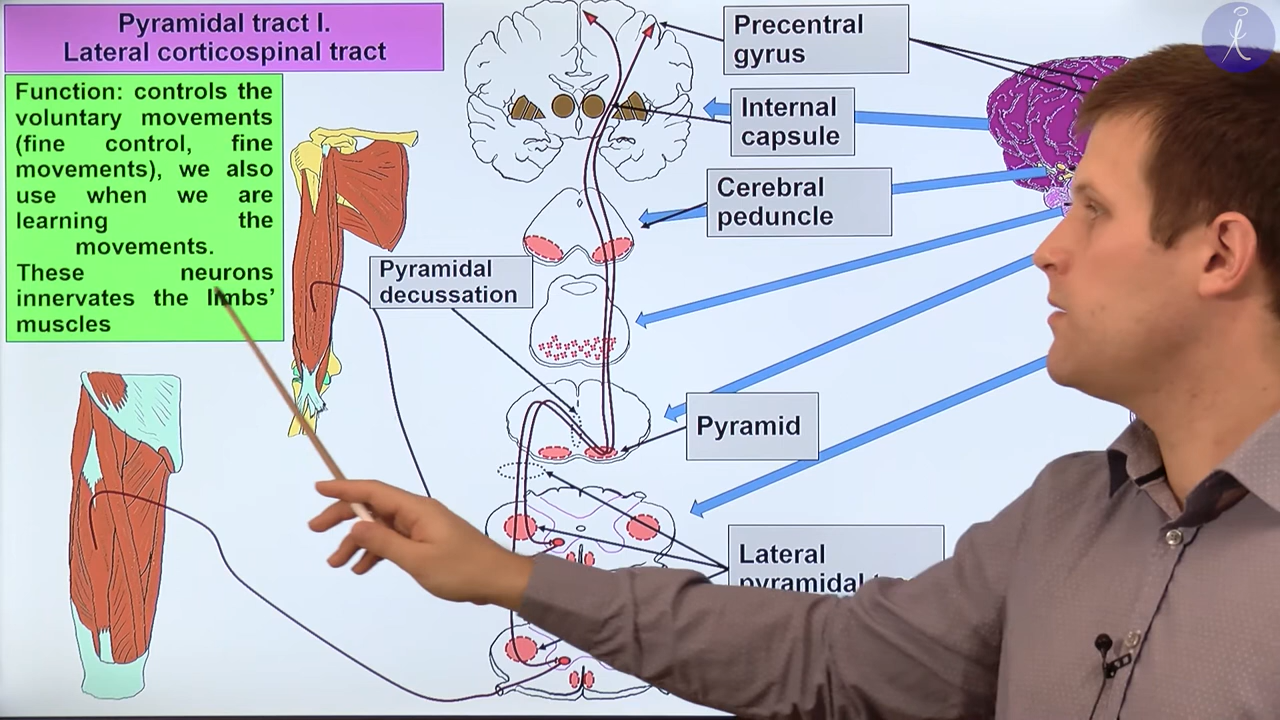 Pyramidal tract I.
Lateral corticospinal tract
Function: controls the
voluntary movements
(fine control, fine
movements), we also
use when we are
learning the
movements.
These neurons
innervates the limbs'
muscles
Precentral
gyrus
Internal
capsule
Cerebral
peduncle
Pyramidal
decussation
Pyramid
Lateral
pyramidal